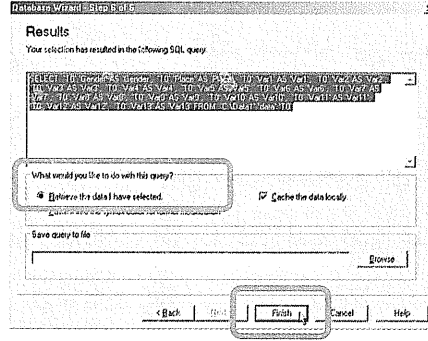 Database Wizard - Step 6 of 6
Results
Your selection has resulted in the following SQL query.
SELECT 'T0'.'Gender' AS 'Gender', 'T0'.'Place' AS 'Place', 'T0'.'Var1' AS 'Var1', 'T0'.'Var2' AS 'Var2',
'T0'.'Var3' AS 'Var3', 'T0'.'Var4' AS 'Var4', 'T0'.'Var5' AS 'Var5', 'T0'.'Var6' AS 'Var6', 'T0'.'Var7' AS
'Var7', 'T0'.'Var8' AS 'Var8', 'T0'.'Var9' AS 'Var9', 'T0'.'Var10' AS 'Var10', 'T0'.'Var11' AS 'Var11',
'T0'.'Var12' AS 'Var12', 'T0'.'Var13' AS 'Var13' FROM
What would you like to do with this query?
Retrieve the data I have selected.
Cache the data locally.
Save query to file
Browse
< Back
Finish
Cancel
Help